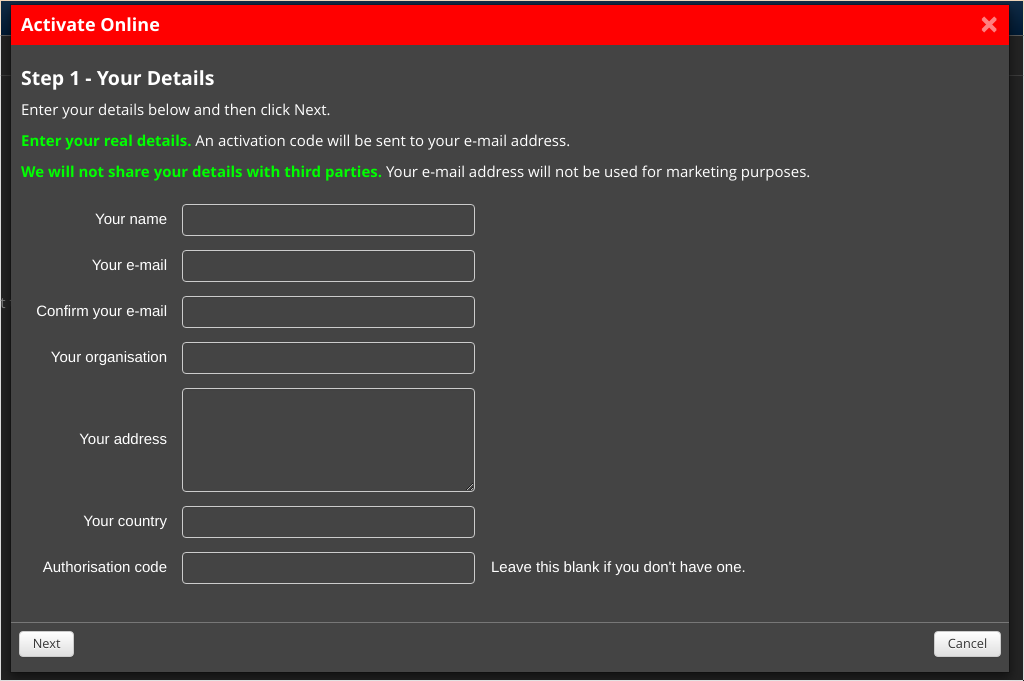 Activate Online
Step 1 - Your Details
Enter your details below and then click Next.
Enter your real details. An activation code will be sent to your e-mail address.
We will not share your details with third parties. Your e-mail address will not be used for marketing purposes.
Your name
Your e-mail
Confirm your e-mail
Your organisation
Your address
Your country
Authorisation code Leave this blank if you don't have one.
Next Cancel